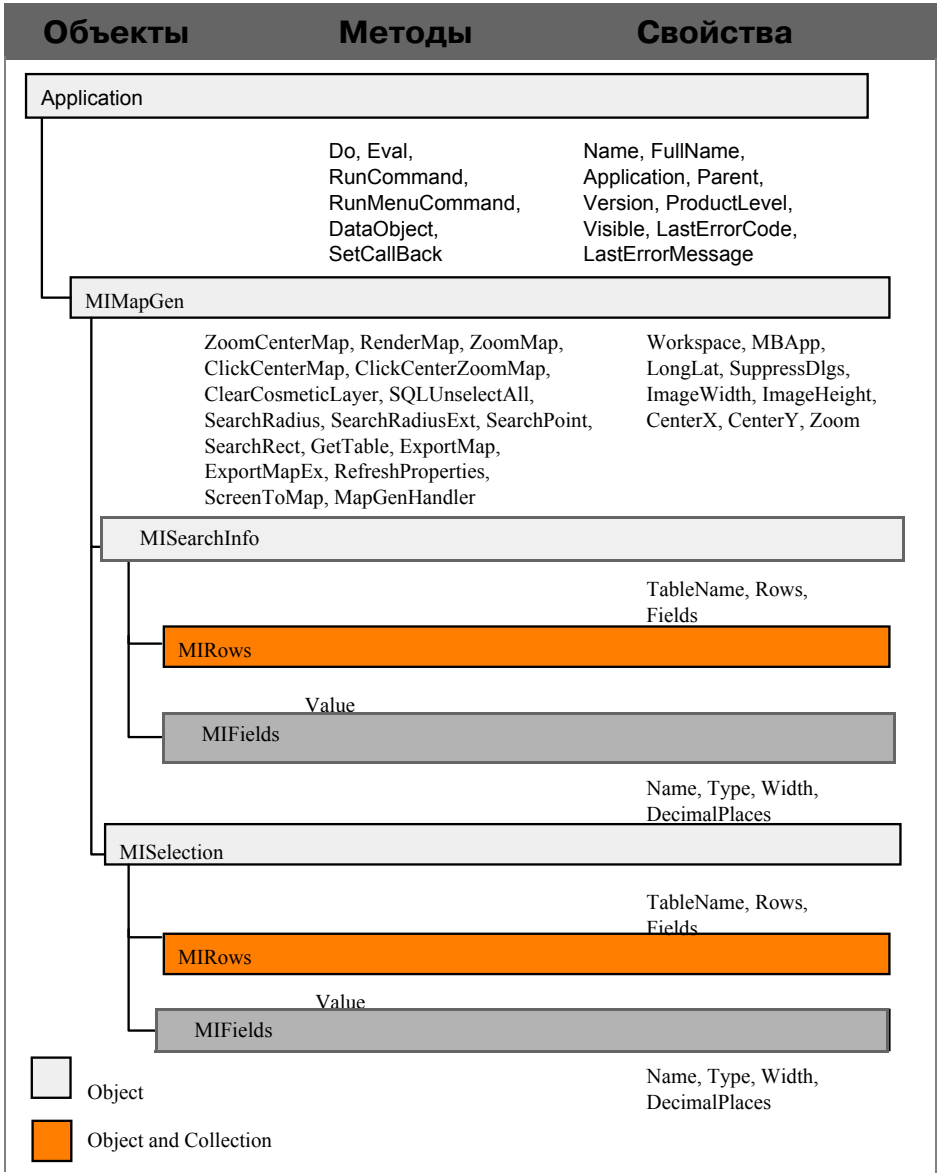 Объекты Методы Свойства
Application
Do, Eval,
RunCommand,
RunMenuCommand,
DataObject,
SetCallBack
Name, FullName,
Application, Parent,
Version, ProductLevel,
Visible, LastErrorCode,
LastErrorMessage
MIMapGen
ZoomCenterMap, RenderMap, ZoomMap,
ClickCenterMap, ClickCenterZoomMap,
ClearCosmeticLayer, SQLUnselectAll,
SearchRadius, SearchRadiusExt, SearchPoint,
SearchRect, GetTable, ExportMap,
ExportMapEx, RefreshProperties,
ScreenToMap, MapGenHandler
Workspace, MBApp,
LongLat, SuppressDlgs,
ImageWidth, ImageHeight,
CenterX, CenterY, Zoom
MISearchInfo
TableName, Rows,
Fields
MIRows
Value
MIFields
Name, Type, Width,
DecimalPlaces
MISelection
TableName, Rows,
Fields
MIRows
Value
MIFields
Name, Type, Width,
DecimalPlaces
Object
Object and Collection